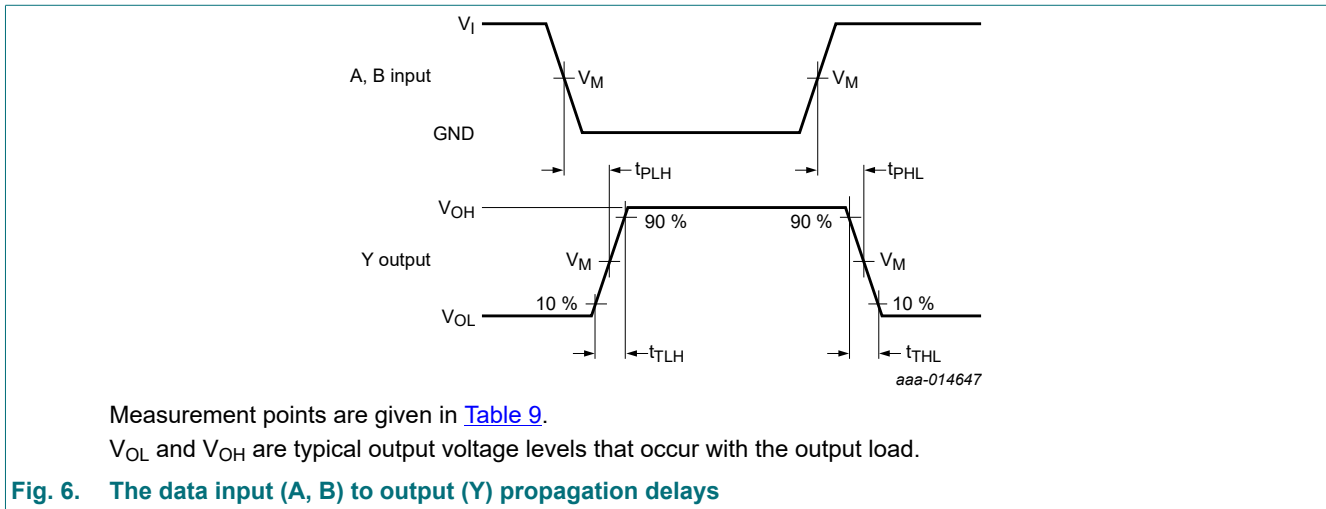 VI
A, B input
VM
VM
GND
tPLH
tPHL
VOH
90 %
90 %
Y output
VM
VM
10 %
10 %
VOL
tTLH
tTHL
aaa-014647
Measurement points are given in Table 9.
VOL and VOH are typical output voltage levels that occur with the output load.
Fig. 6. The data input (A, B) to output (Y) propagation delays